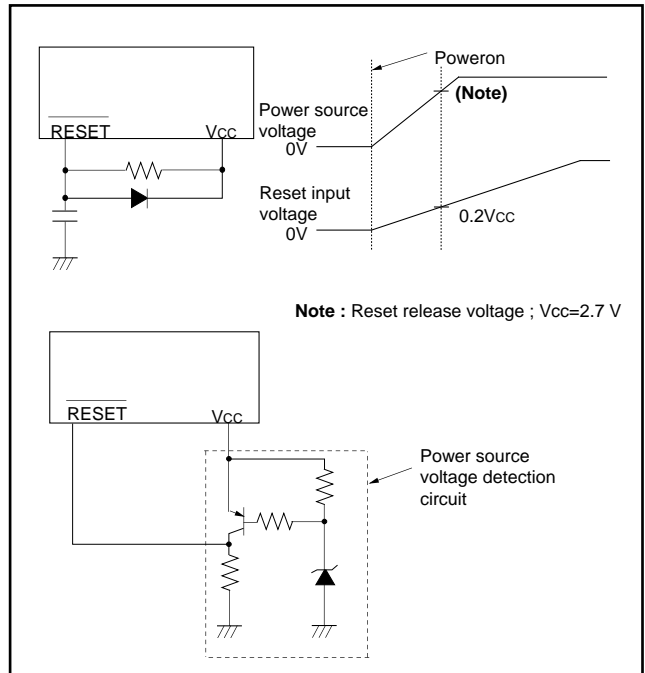 Poweron
(Note)
RESET
VCC
Power source
voltage
0V
Reset input
voltage
0V
0.2VCC
Note : Reset release voltage ; Vcc=2.7 V
RESET
VCC
Power source
voltage detection
circuit